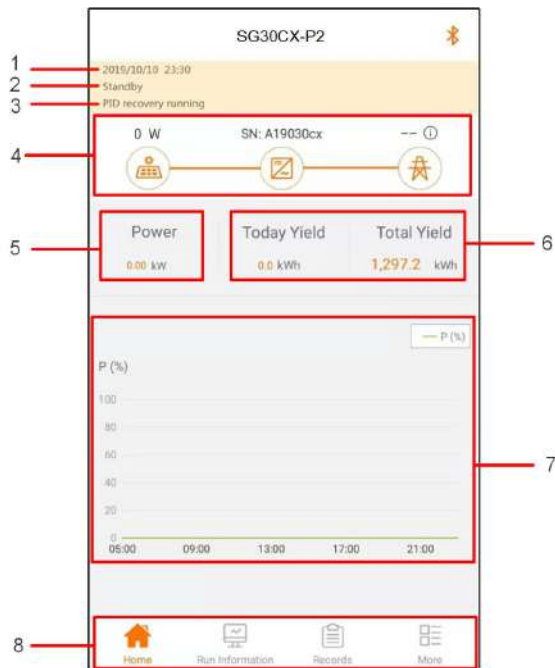 SG30CX-P2
1
2019/10/10 23:30
2
Standby
3
PID recovery running
4
0 W SN: A19030cx --
5
6
Power Today Yield Total Yield
0.00 kW 0.0 kWh 1,297.2 kWh
7
P (%)
P (%)
100
80
60
40
20
0
05:00 09:00 13:00 17:00 21:00
8
Home Run Information Records More